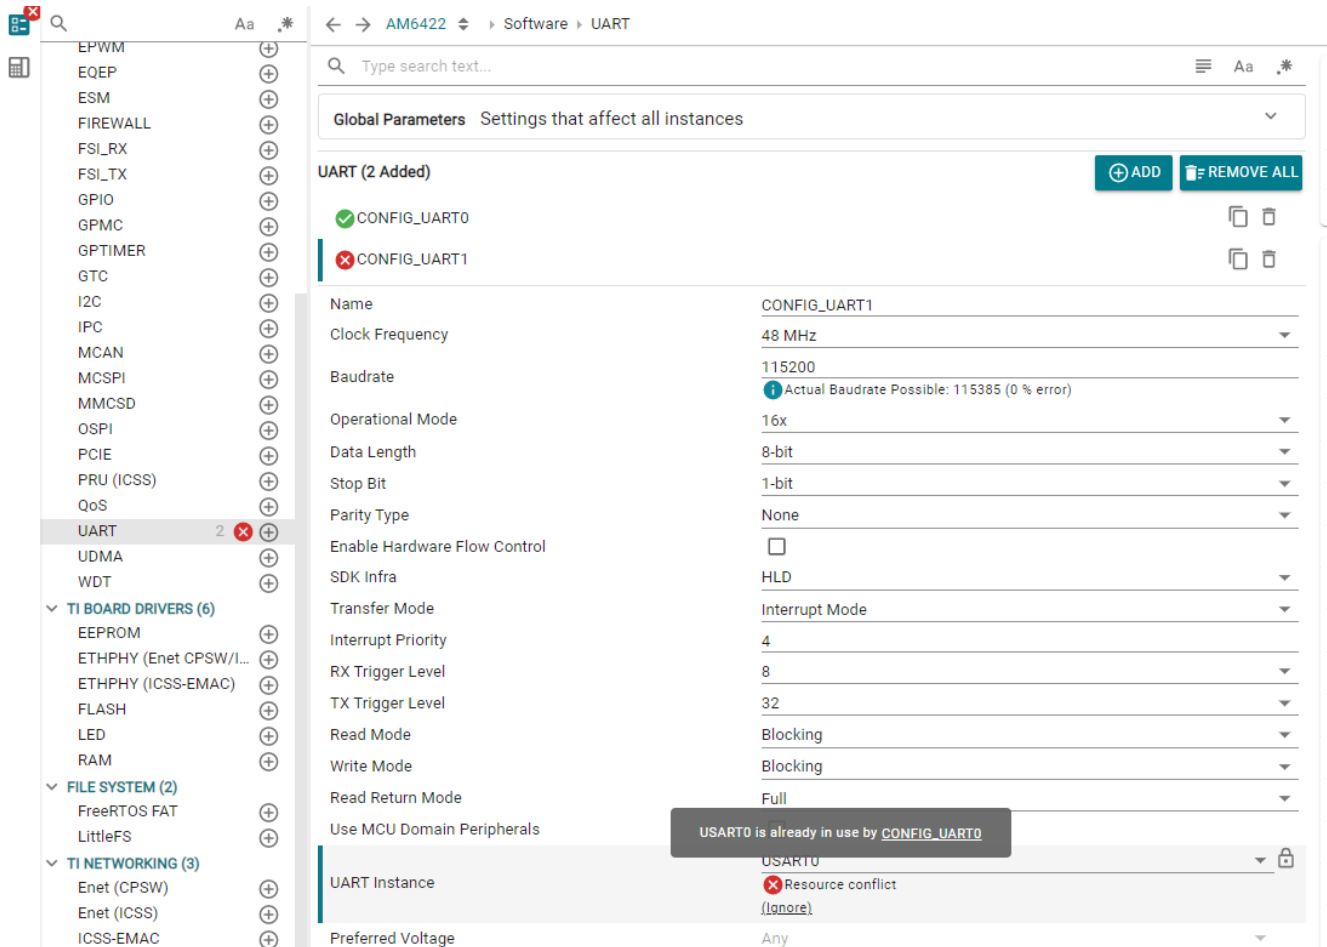 Aa .*
EPWM
EQEP
ESM
FIREWALL
FSI_RX
FSI_TX
GPIO
GPMC
GPTIMER
GTC
I2C
IPC
MCAN
MCSPI
MMCSD
OSPI
PCIE
PRU (ICSS)
QoS
UART 2
UDMA
WDT
TI BOARD DRIVERS (6)
EEPROM
ETHPHY (Enet CPSW/I...
ETHPHY (ICSS-EMAC)
FLASH
LED
RAM
FILE SYSTEM (2)
FreeRTOS FAT
LittleFS
TI NETWORKING (3)
Enet (CPSW)
Enet (ICSS)
ICSS-EMAC
AM6422 Software UART
Type search text... Aa .*
Global Parameters Settings that affect all instances
UART (2 Added) ADD REMOVE ALL
CONFIG_UART0
CONFIG_UART1
Name CONFIG_UART1
Clock Frequency 48 MHz
Baudrate 115200
Actual Baudrate Possible: 115385 (0 % error)
Operational Mode 16x
Data Length 8-bit
Stop Bit 1-bit
Parity Type None
Enable Hardware Flow Control
SDK Infra HLD
Transfer Mode Interrupt Mode
Interrupt Priority 4
RX Trigger Level 8
TX Trigger Level 32
Read Mode Blocking
Write Mode Blocking
Read Return Mode Full
Use MCU Domain Peripherals
USART0 is already in use by CONFIG_UART0
UART Instance USART0
Resource conflict
(Ignore)
Preferred Voltage Any